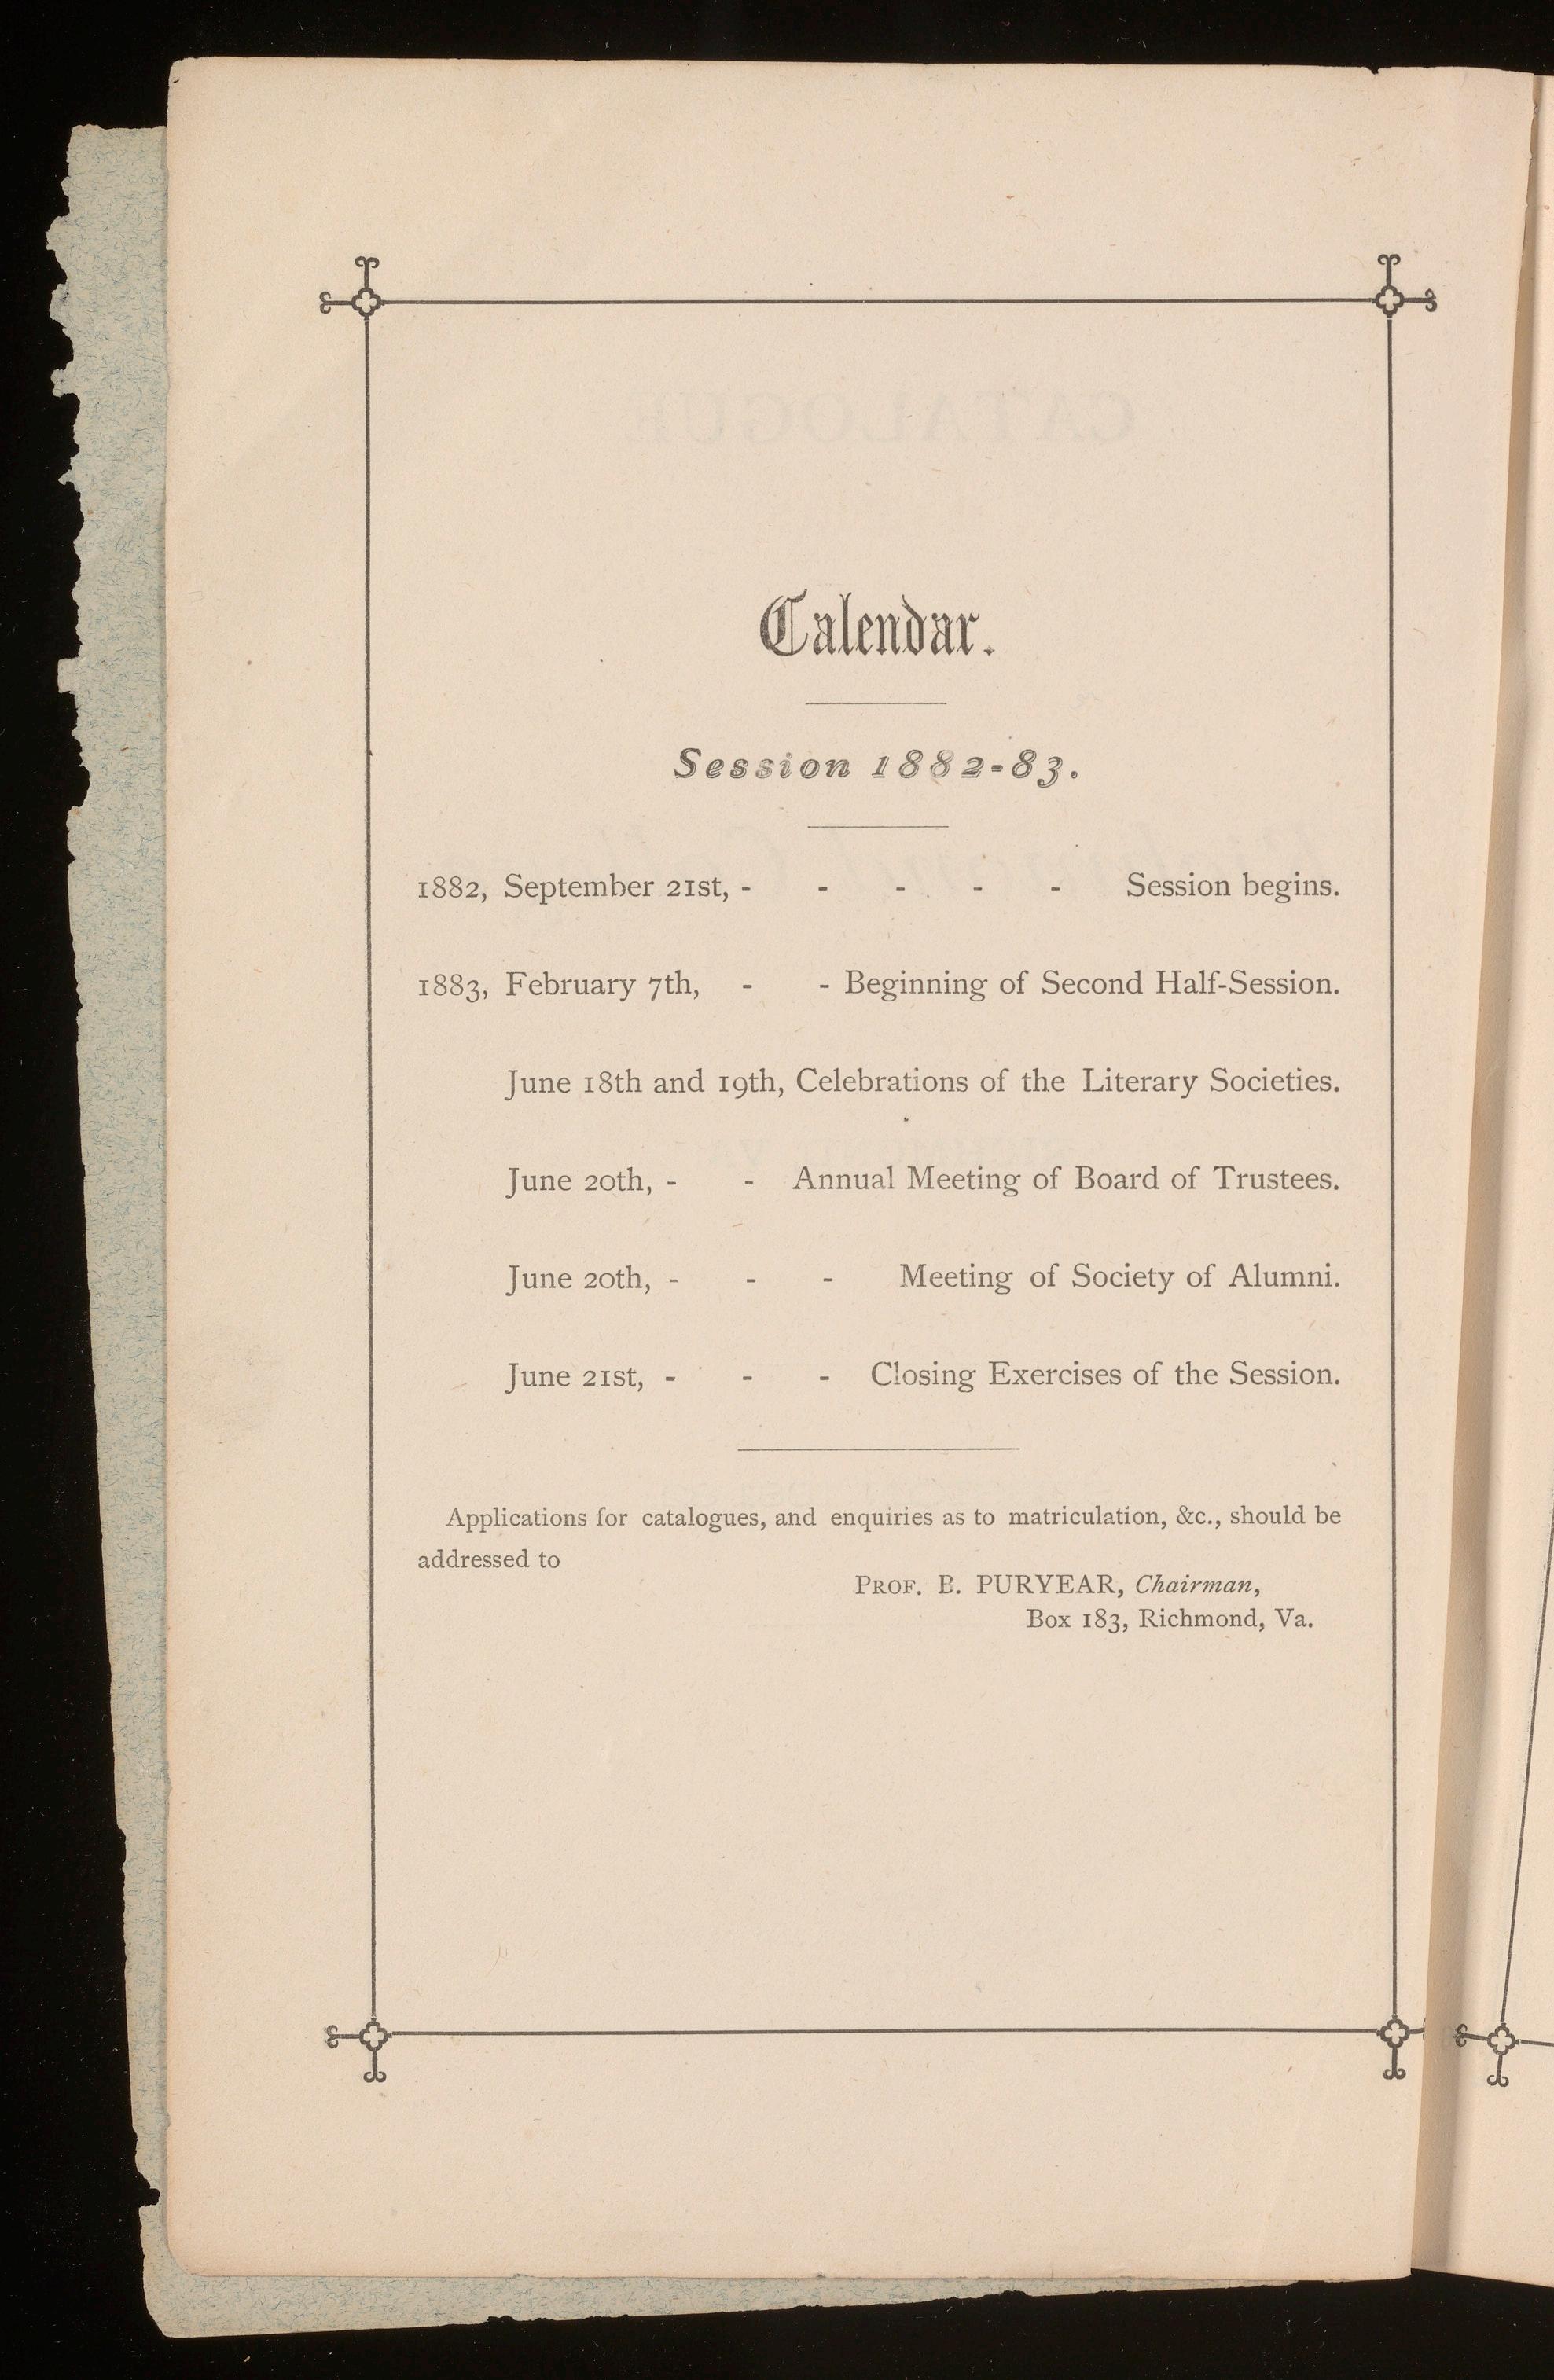 Calendar.
Session 1882-83.
1882, September 21st, - - - - - Session begins.
1883, February 7th, - - Beginning of Second Half-Session.
June 18th and 19th, Celebrations of the Literary Societies.
June 20th, - - Annual Meeting of Board of Trustees.
June 20th, - - - Meeting of Society of Alumni.
June 21st, - - - Closing Exercises of the Session.
Applications for catalogues, and enquiries as to matriculation, &c., should be
addressed to
PROF. B. PURYEAR, Chairman,
Box 183, Richmond, Va.